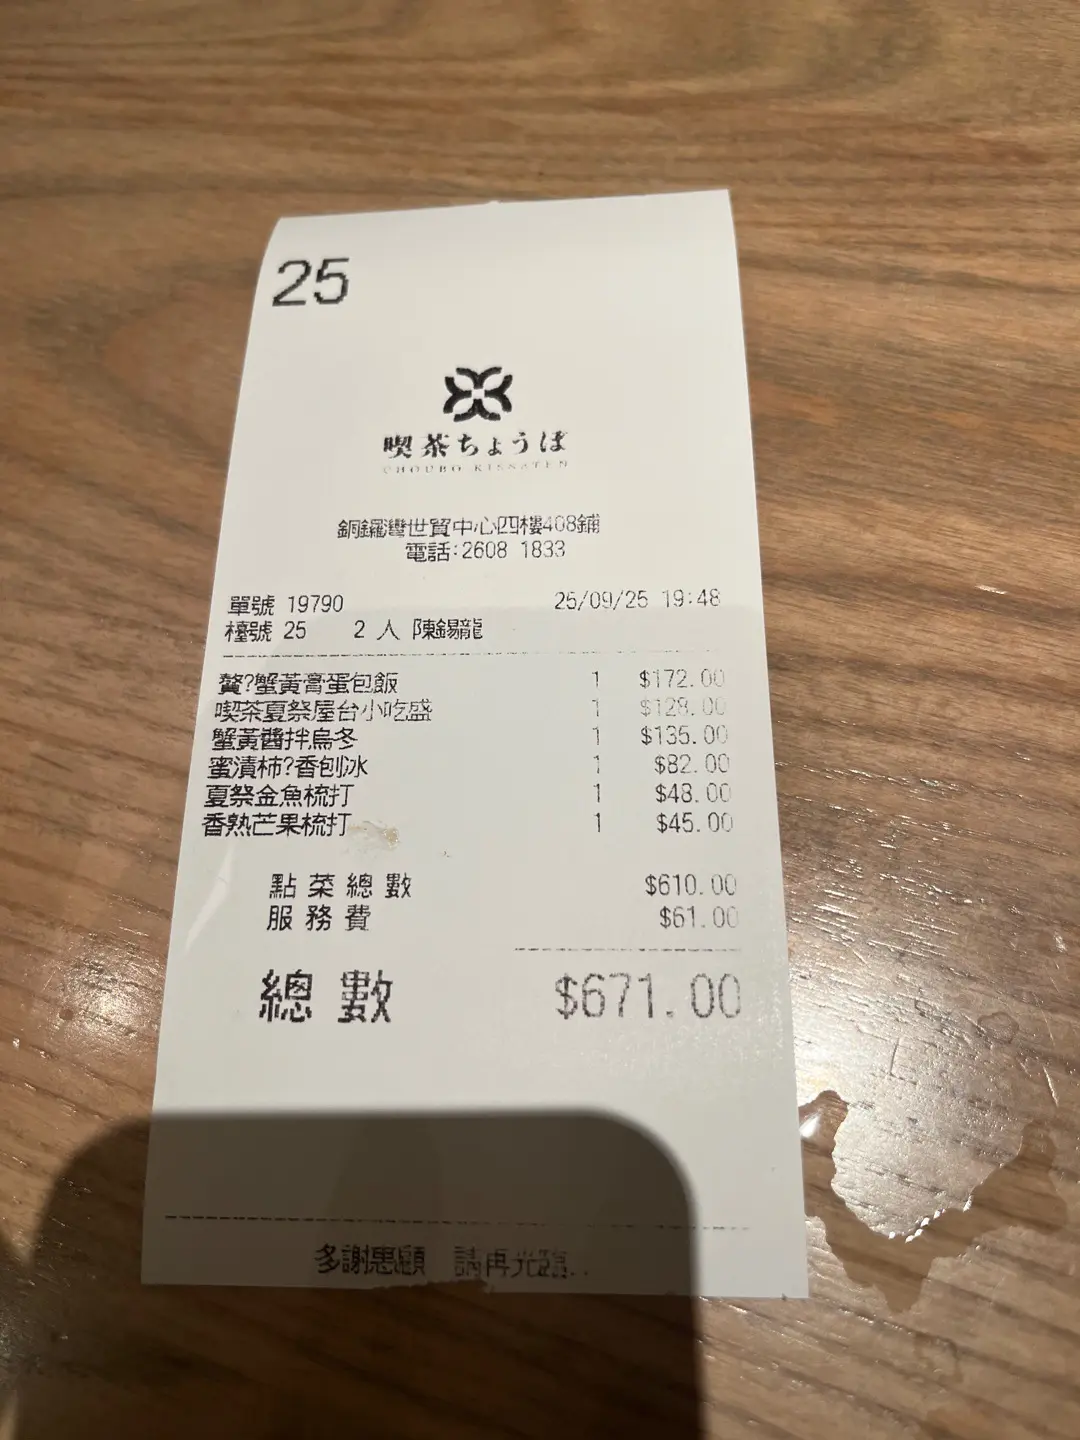 25
喫茶ちょうぼ
CHOUBO KISSATEN
銅鑼灣世貿中心四樓408鋪
電話:2608 1833
單號 19790 25/09/25 19:48
檯號 25 2 人 陳錫龍
贅?蟹黃膏蛋包飯 1 $172.00
喫茶夏祭屋台小吃盛 1 $128.00
蟹黃醬拌烏冬 1 $135.00
蜜漬柿?香刨冰 1 $82.00
夏祭金魚梳打 1 $48.00
香熟芒果梳打 1 $45.00
點菜總數 $610.00
服務費 $61.00
總數 $671.00
多謝惠顧 請再光臨..